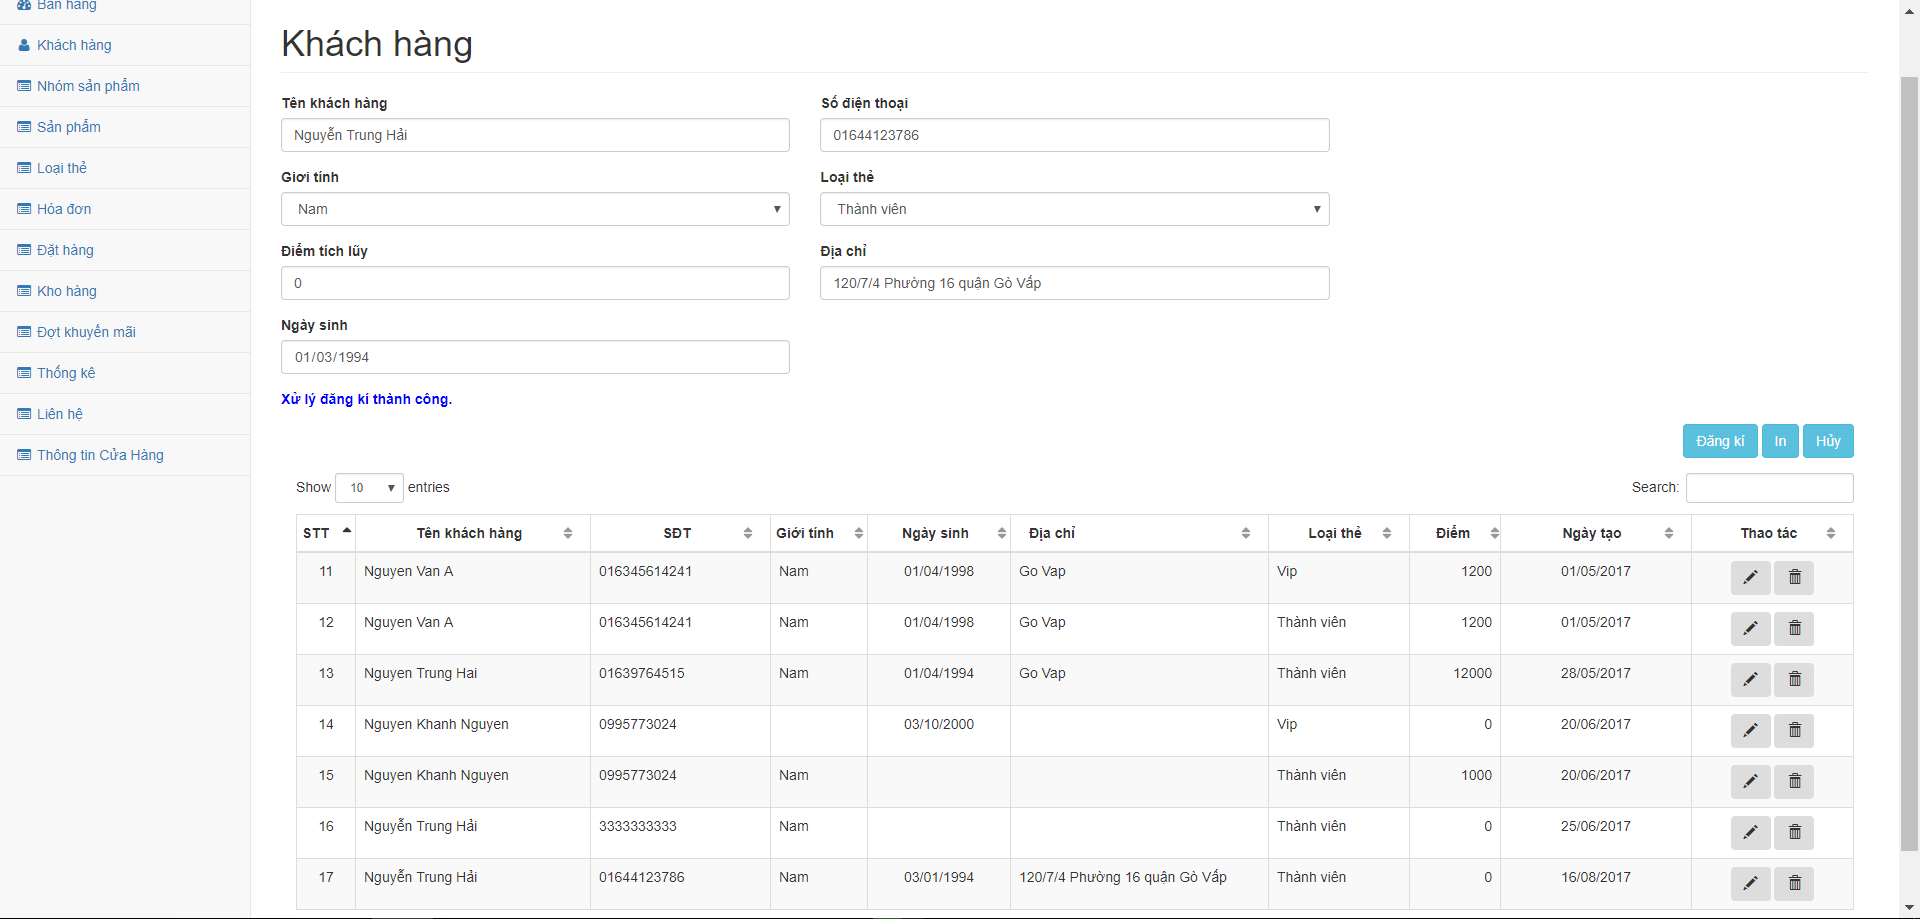 Bán hàng
Khách hàng
Nhóm sản phẩm
Sản phẩm
Loại thẻ
Hóa đơn
Đặt hàng
Kho hàng
Đợt khuyến mãi
Thống kê
Liên hệ
Thông tin Cửa Hàng
Khách hàng
Tên khách hàng
Số điện thoại
Nguyễn Trung Hải
01644123786
Giơi tính
Loại thẻ
Nam
Thành viên
Điểm tích lũy
Địa chỉ
0
120/7/4 Phường 16 quận Gò Vấp
Ngày sinh
01/03/1994
Xử lý đăng kí thành công.
Đăng kí In Hủy
Show 10 entries Search:
STT Tên khách hàng SĐT Giới tính Ngày sinh Địa chỉ Loại thẻ Điểm Ngày tạo Thao tác
11 Nguyen Van A 016345614241 Nam 01/04/1998 Go Vap Vip 1200 01/05/2017
12 Nguyen Van A 016345614241 Nam 01/04/1998 Go Vap Thành viên 1200 01/05/2017
13 Nguyen Trung Hai 01639764515 Nam 01/04/1994 Go Vap Thành viên 12000 28/05/2017
14 Nguyen Khanh Nguyen 0995773024 03/10/2000 Vip 0 20/06/2017
15 Nguyen Khanh Nguyen 0995773024 Nam Thành viên 1000 20/06/2017
16 Nguyễn Trung Hải 3333333333 Nam Thành viên 0 25/06/2017
17 Nguyễn Trung Hải 01644123786 Nam 03/01/1994 120/7/4 Phường 16 quận Gò Vấp Thành viên 0 16/08/2017